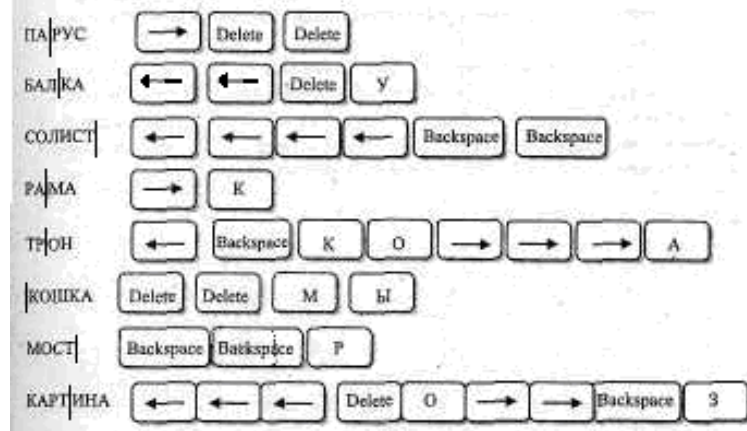 ПА|РУС → Delete Delete
БАЛ|КА ← ← Delete У
СОЛИСТ| ← ← ← ← Backspace Backspace
РА|МА → К
ТР|ОН ← Backspace К О → → → А
|КОШКА Delete Delete М Ы
МОСТ| Backspace Backspace Р
КАРТ|ИНА ← ← ← Delete О → → Backspace З